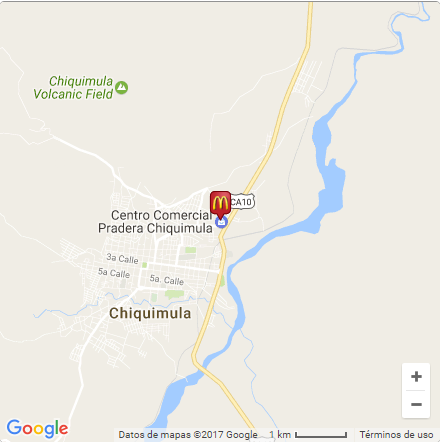 Chiquimula
Volcanic Field
CA10
Centro Comercial
Pradera Chiquimula
3a Calle
5a Calle
5a. Calle
Chiquimula
+
−
Google
Datos de mapas ©2017 Google 1 km Términos de uso